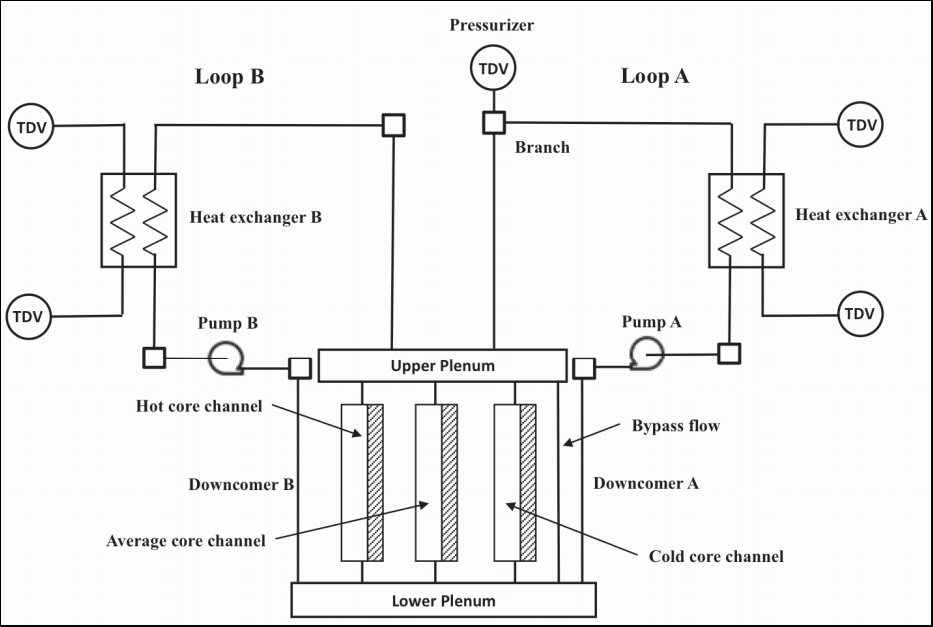 Pressurizer
Loop B
TDV
Loop A
TDV
TDV
Branch
Heat exchanger B
Heat exchanger A
TDV
TDV
Pump B
Pump A
Upper Plenum
Hot core channel
Bypass flow
Downcomer B
Downcomer A
Average core channel
Cold core channel
Lower Plenum